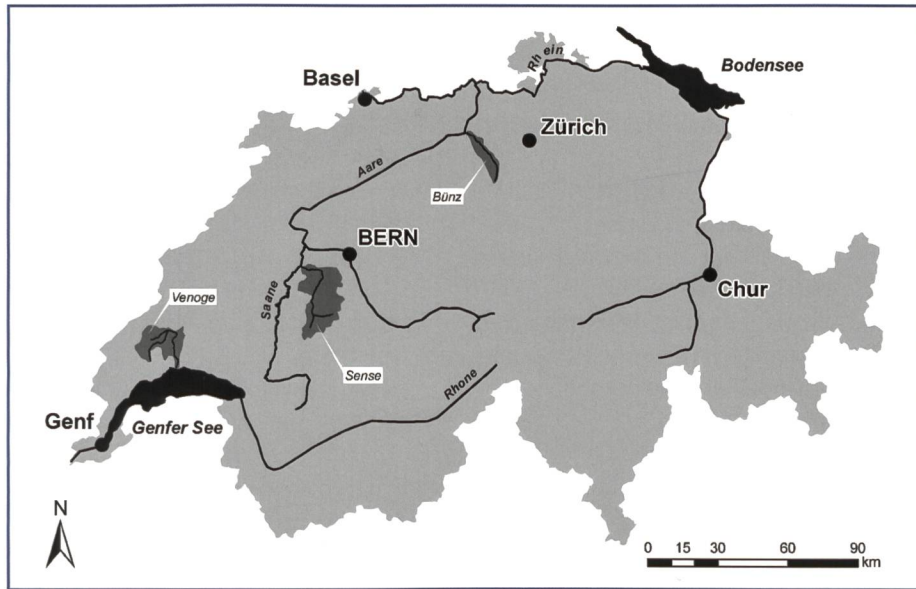 Rhein
Bodensee
Basel
Zürich
Aare
Bünz
BERN
Chur
Venoge
Saane
Sense
Rhone
Genf
Genfer See
N
0 15 30 60 90
km